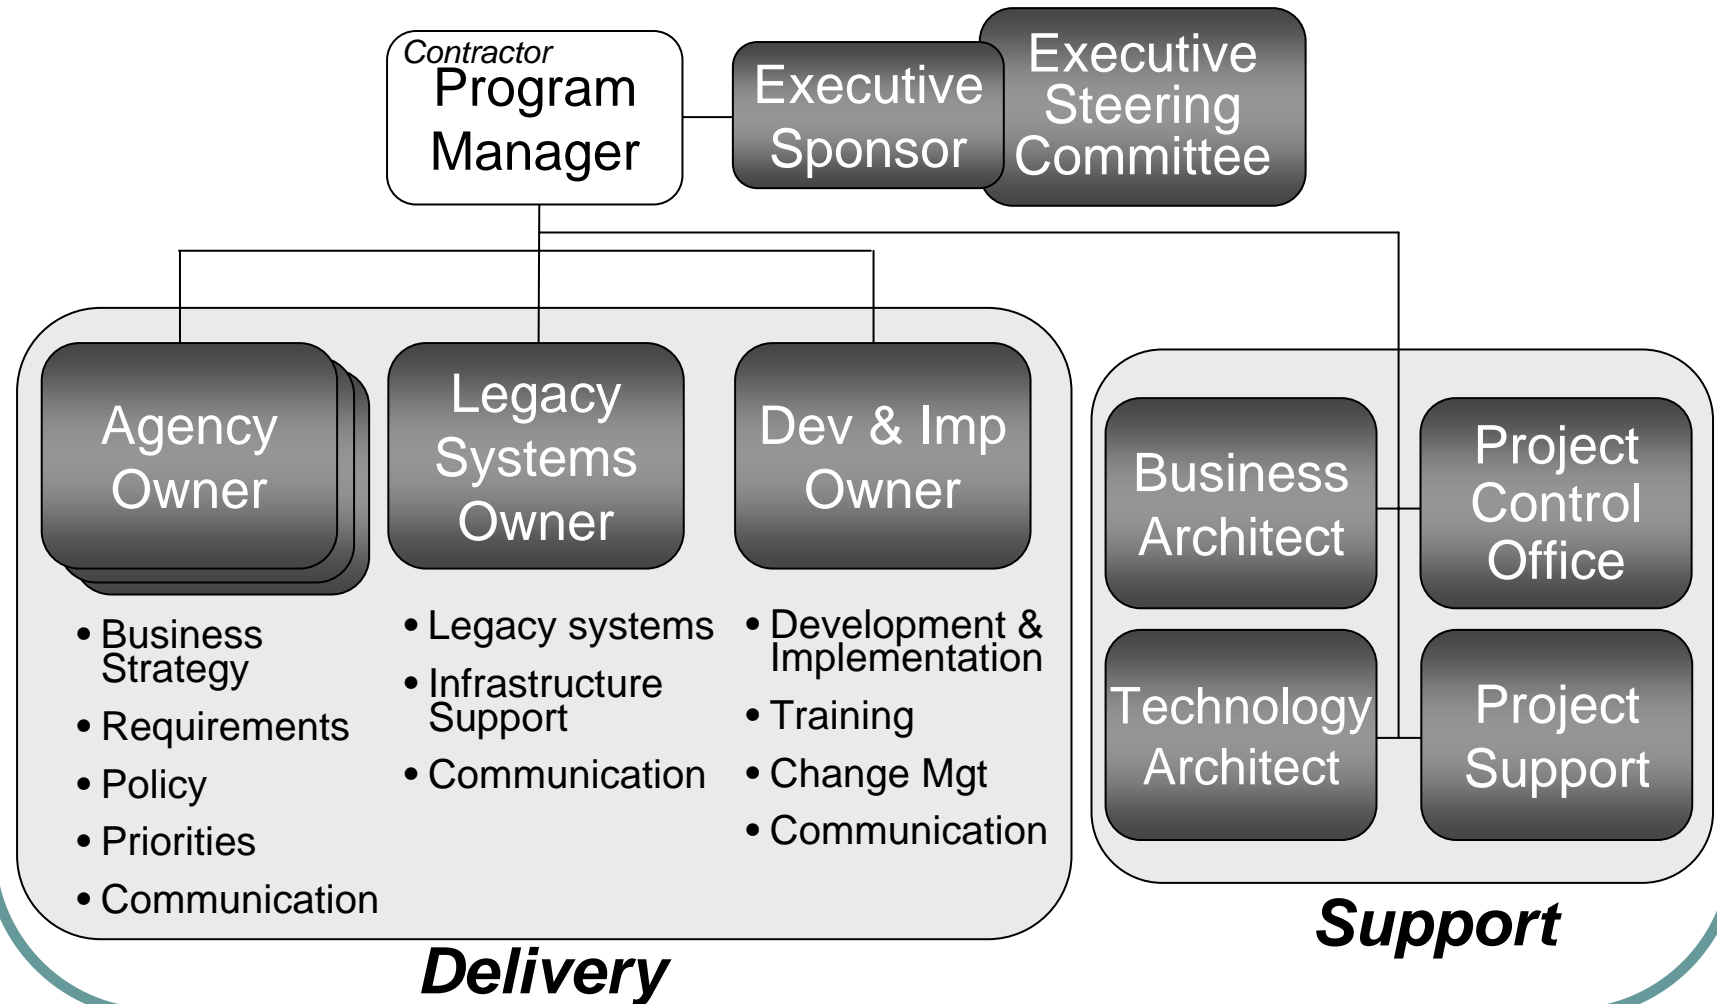 Contractor
Program
Manager
Executive
Sponsor
Executive
Steering
Committee
Agency
Owner
• Business
Strategy
• Requirements
• Policy
• Priorities
• Communication
Legacy
Systems
Owner
• Legacy systems
• Infrastructure
Support
• Communication
Dev & Imp
Owner
• Development &
Implementation
• Training
• Change Mgt
• Communication
Delivery
Business
Architect
Project
Control
Office
Technology
Architect
Project
Support
Support